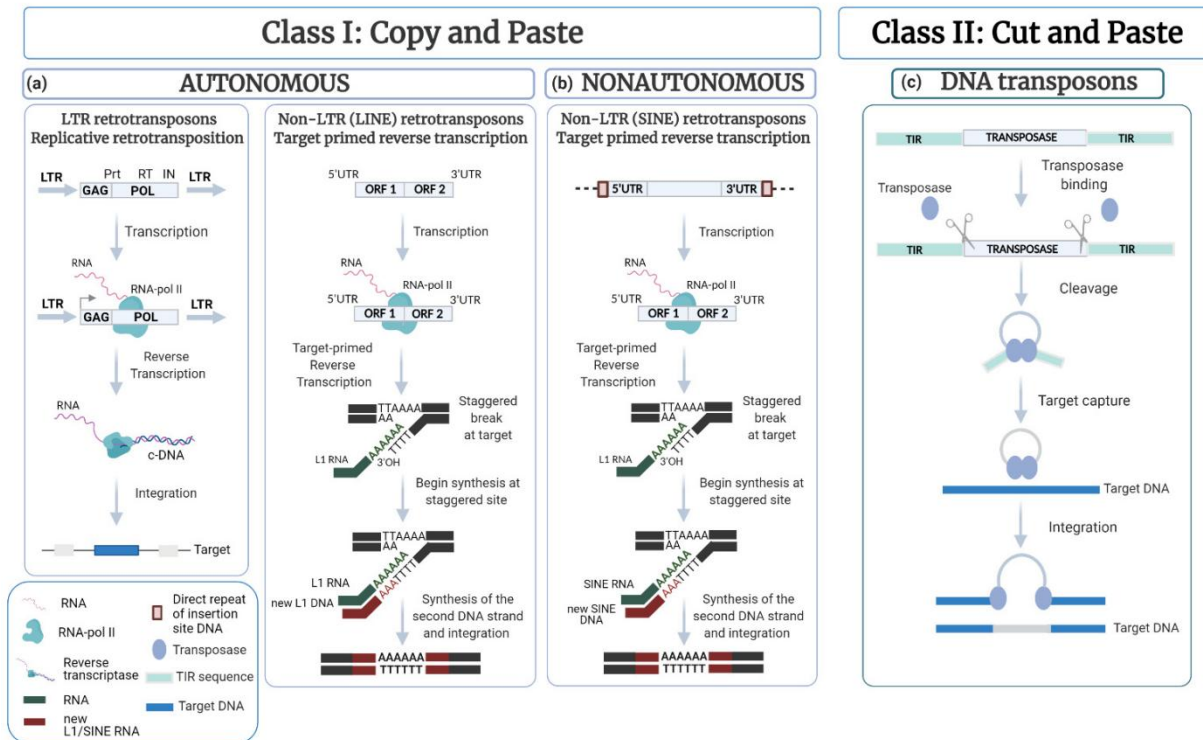 Class I: Copy and Paste
Class II: Cut and Paste
(a) AUTONOMOUS
(b) NONAUTONOMOUS
(c) DNA transposons
LTR retrotransposons
Replicative retrotransposition
LTR
Prt RT IN
LTR
GAG POL
Transcription
RNA
RNA-pol II
LTR
LTR
GAG POL
Reverse
Transcription
RNA
c-DNA
Integration
Target
Non-LTR (LINE) retrotransposons
Target primed reverse transcription
5'UTR 3'UTR
ORF 1 ORF 2
Transcription
RNA
RNA-pol II
5'UTR 3'UTR
ORF 1 ORF 2
Target-primed
Reverse
Transcription
TTAAAA
AA
Staggered
break
at target
AAAAAA
TTTT
L1 RNA
3'OH
Begin synthesis at
staggered site
TTAAAA
AA
AAAAAA
AAATTTT
L1 RNA
new L1 DNA
Synthesis of the
second DNA strand
and integration
AAAAAA
TTTTTT
Non-LTR (SINE) retrotransposons
Target primed reverse transcription
5'UTR 3'UTR
Transcription
RNA
RNA-pol II
5'UTR 3'UTR
ORF 1 ORF 2
Target-primed
Reverse
Transcription
TTAAAA
AA
Staggered
break
at target
AAAAAA
TTTT
L1 RNA
3'OH
Begin synthesis at
staggered site
TTAAAA
AA
AAAAAA
AAATTTT
SINE RNA
new SINE
DNA
Synthesis of the
second DNA strand
and integration
AAAAAA
TTTTTT
TIR TRANSPOSASE TIR
Transposase
Transposase
binding
TIR TRANSPOSASE TIR
Cleavage
Target capture
Target DNA
Integration
Target DNA
RNA
RNA-pol II
Reverse
transcriptase
RNA
new
L1/SINE RNA
Direct repeat
of insertion
site DNA
Transposase
TIR sequence
Target DNA